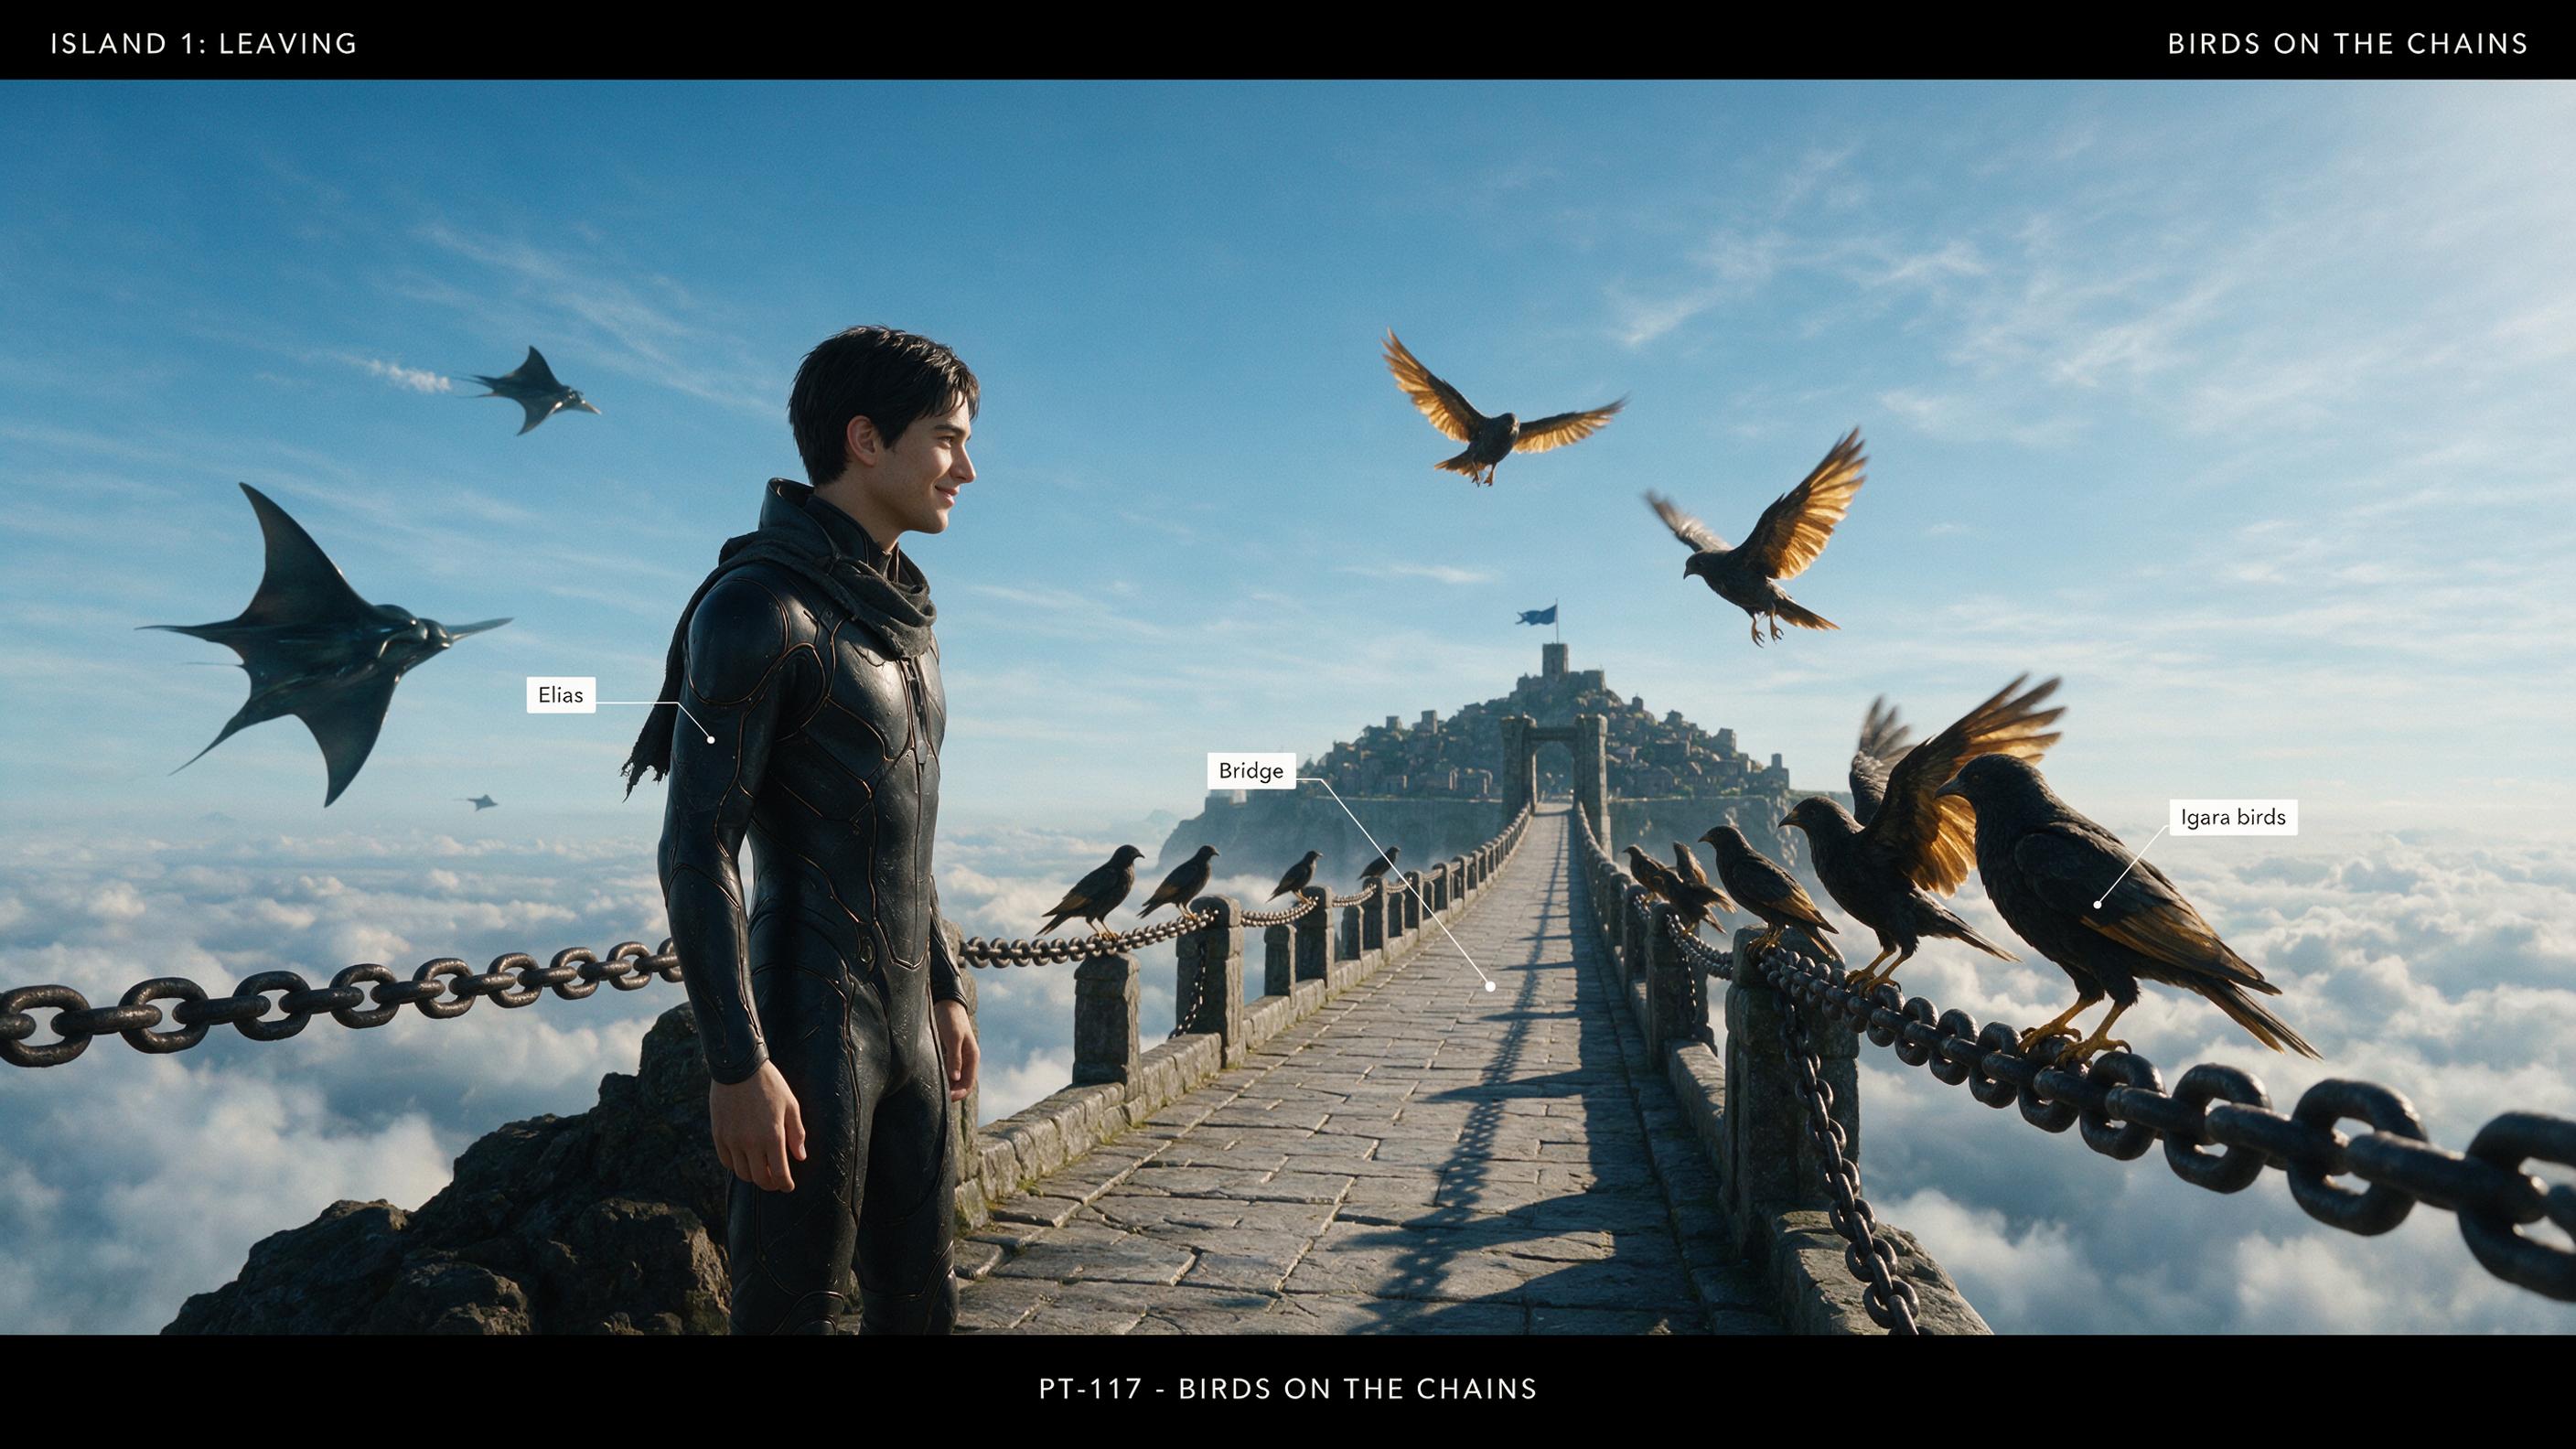 ISLAND 1: LEAVING
BIRDS ON THE CHAINS
Elias
Bridge
Igara birds
PT-117 - BIRDS ON THE CHAINS